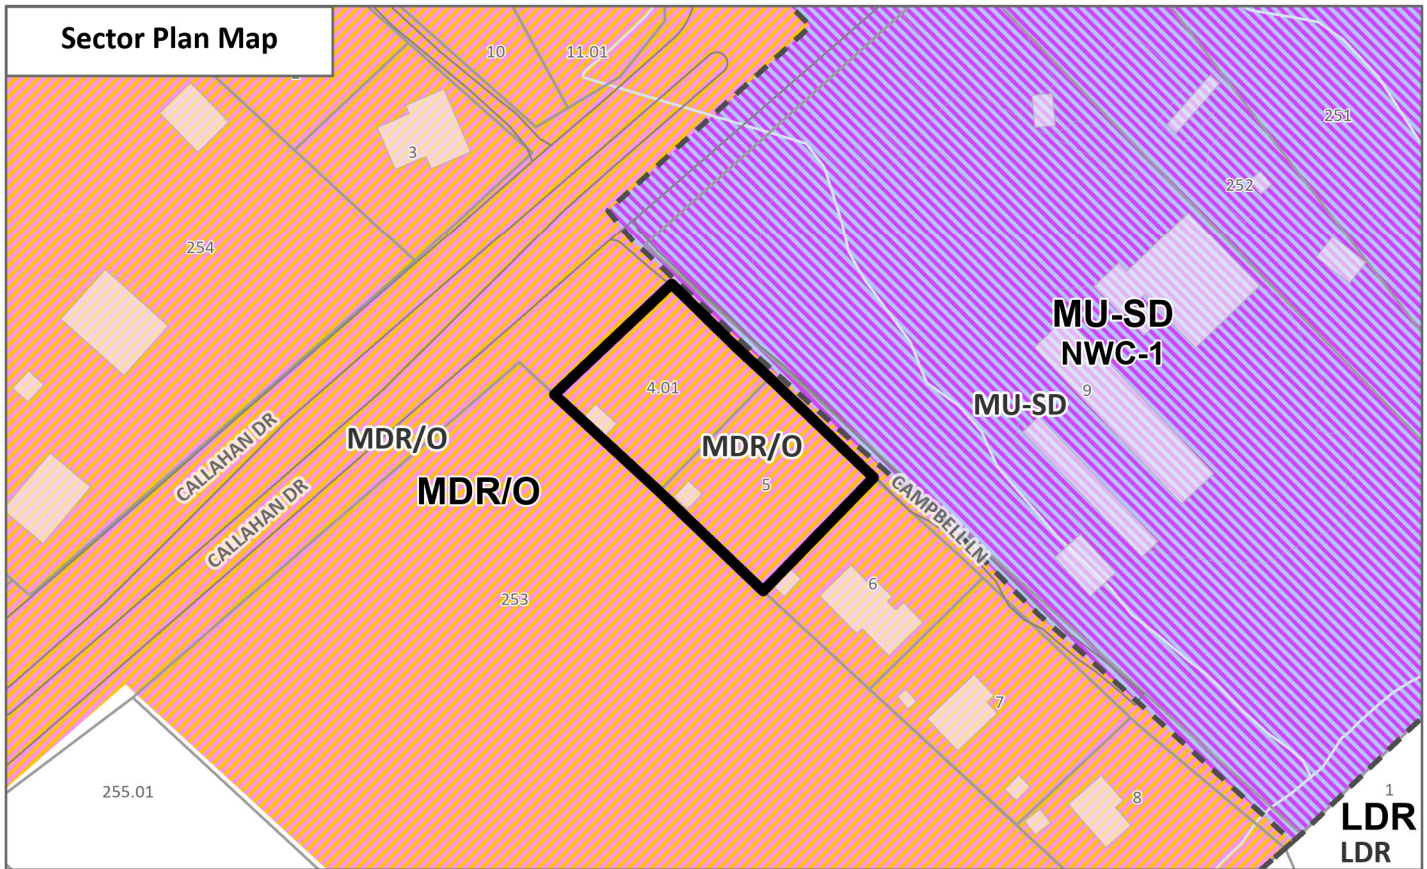 Sector Plan Map
10
11.01
251
3
252
254
MU-SD
NWC-1
4.01
9
MU-SD
CALLAHAN DR
MDR/O
MDR/O
MDR/O
5
CAMPBELL LN
CALLAHAN DR
6
253
7
255.01
8
1
LDR
LDR